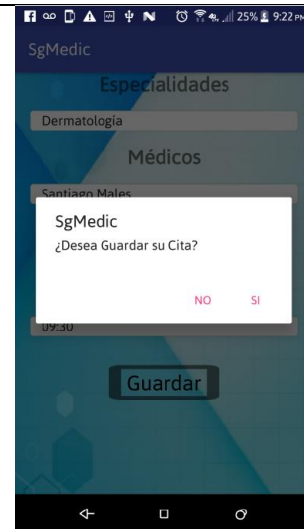 25% 9:22 PM
SgMedic
Especialidades
Dermatología
Médicos
Santiago Males
SgMedic
¿Desea Guardar su Cita?
NO SI
09:30
Guardar